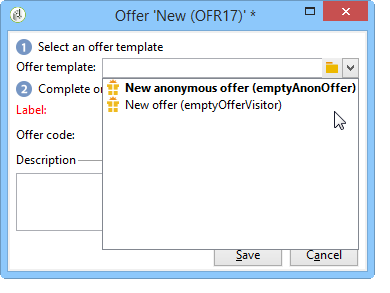 Offer 'New (OFR17)' *
1 Select an offer template
Offer template:
New anonymous offer (emptyAnonOffer)
New offer (emptyOfferVisitor)
2 Complete
Label:
Offer code:
Description
Save Cancel